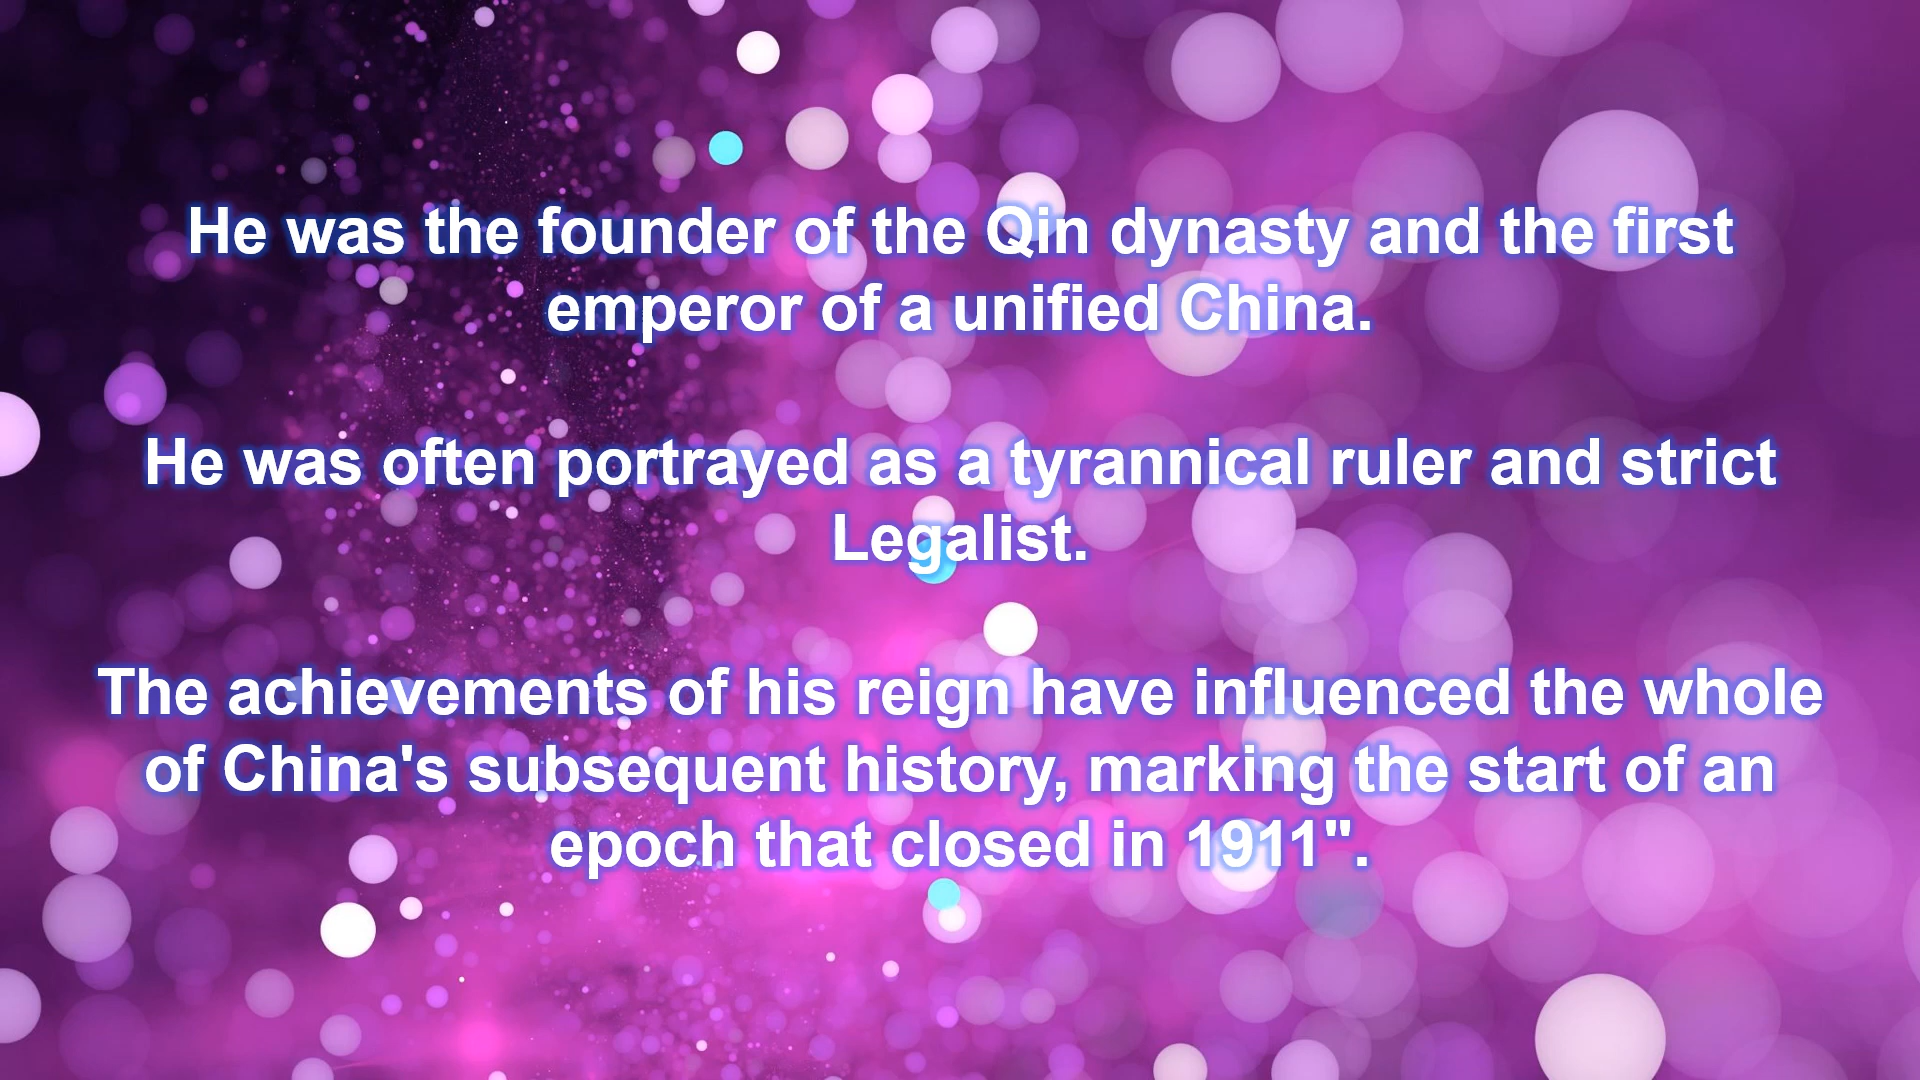 He was the founder of the Qin dynasty and the first
emperor of a unified China.
He was often portrayed as a tyrannical ruler and strict
Legalist.
The achievements of his reign have influenced the whole
of China's subsequent history, marking the start of an
epoch that closed in 1911".